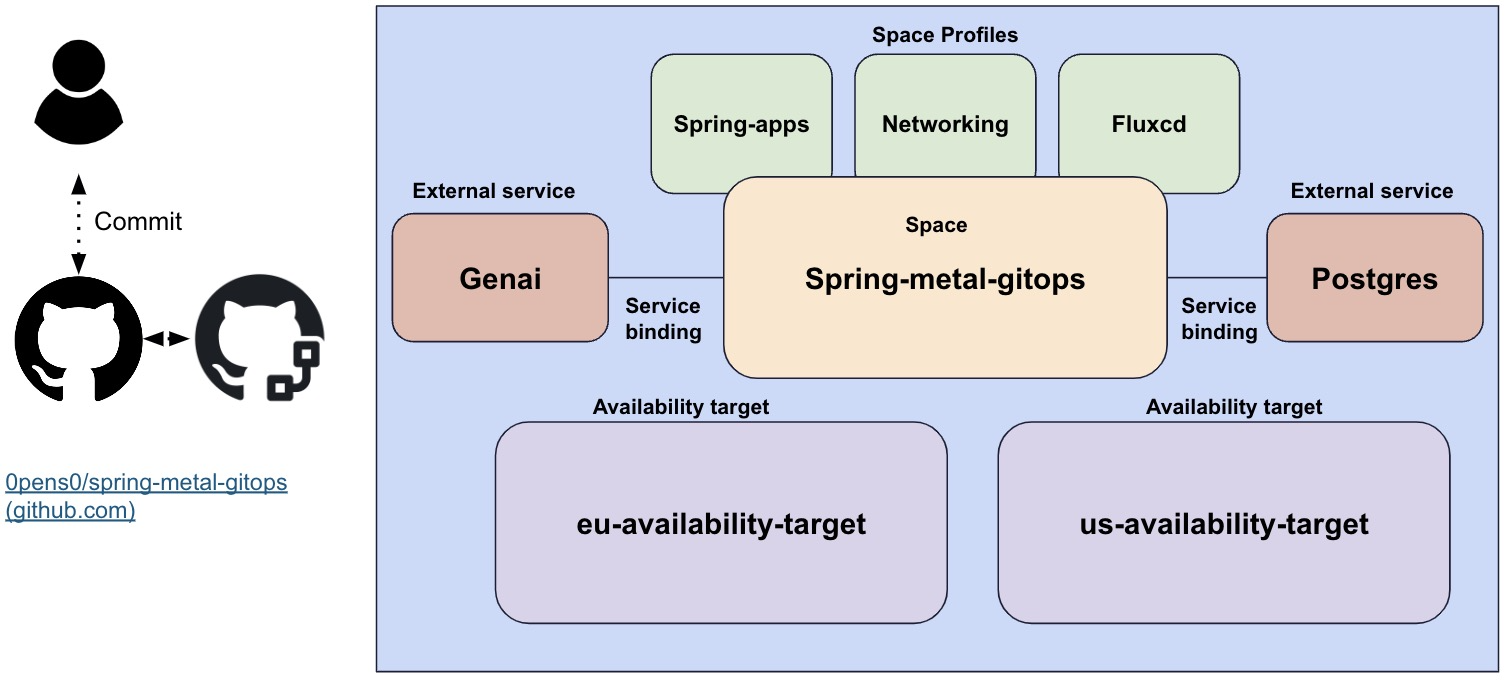 Commit
0pens0/spring-metal-gitops
(github.com)
Space Profiles
Spring-apps
Networking
Fluxcd
External service
Genai
Service
binding
Space
Spring-metal-gitops
External service
Postgres
Service
binding
Availability target
eu-availability-target
Availability target
us-availability-target